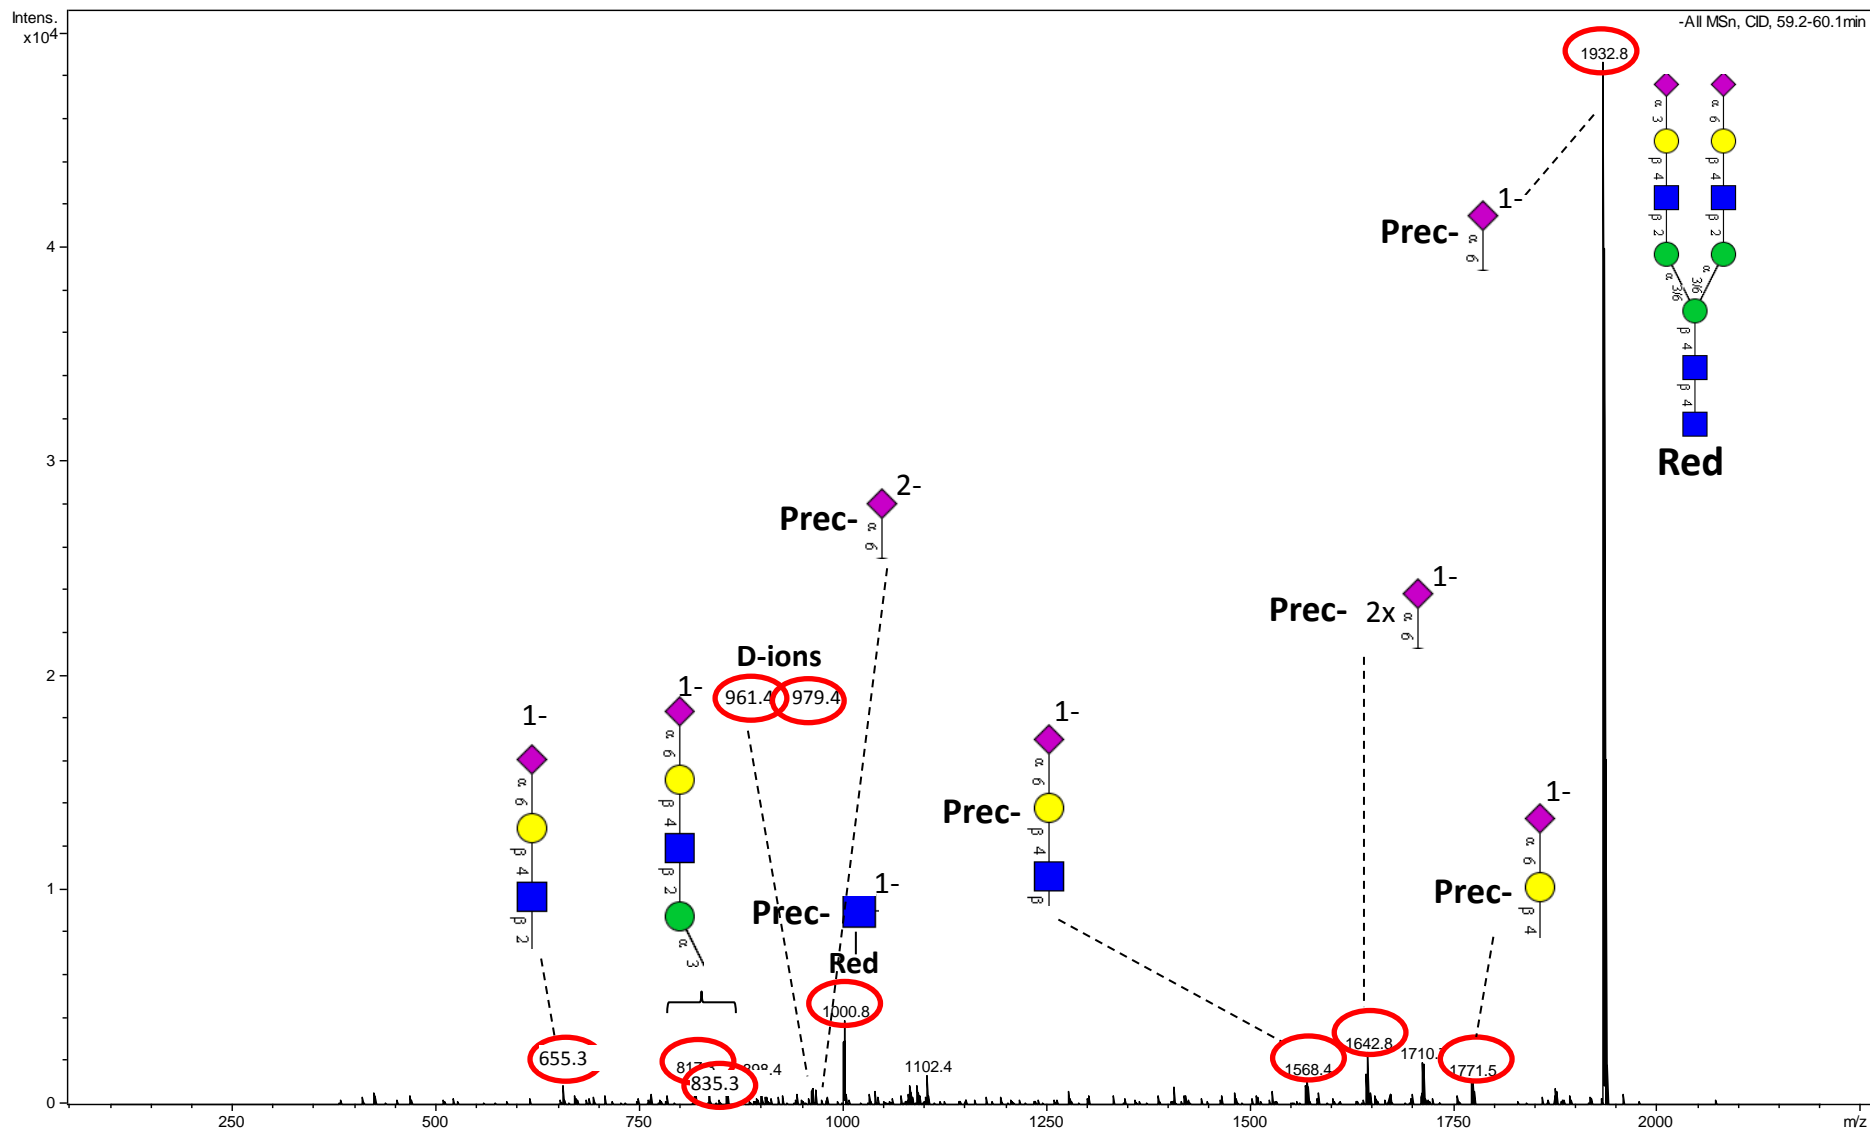 Intens.
x10⁴
-All MSn, CID, 59.2-60.1min
1932.8
α 3
α 6
β 4
β 4
β 2
β 2
α 3/6
α 3/6
β 4
β 4
Red
1-
Prec-
α 6
4
3
2-
Prec-
α 6
1-
Prec- 2x
α 6
2
D-ions
961.4
979.4
1-
α 6
β 4
β 2
1-
α 6
β 4
β 2
α 3
1-
Prec-
α 6
β 4
β
1-
Prec-
α 6
β 4
1
1-
Prec-
Red
1000.8
655.3
835.3
1102.4
1568.4
1642.8
1710.
1771.5
0
250
500
750
1000
1250
1500
1750
2000
m/z